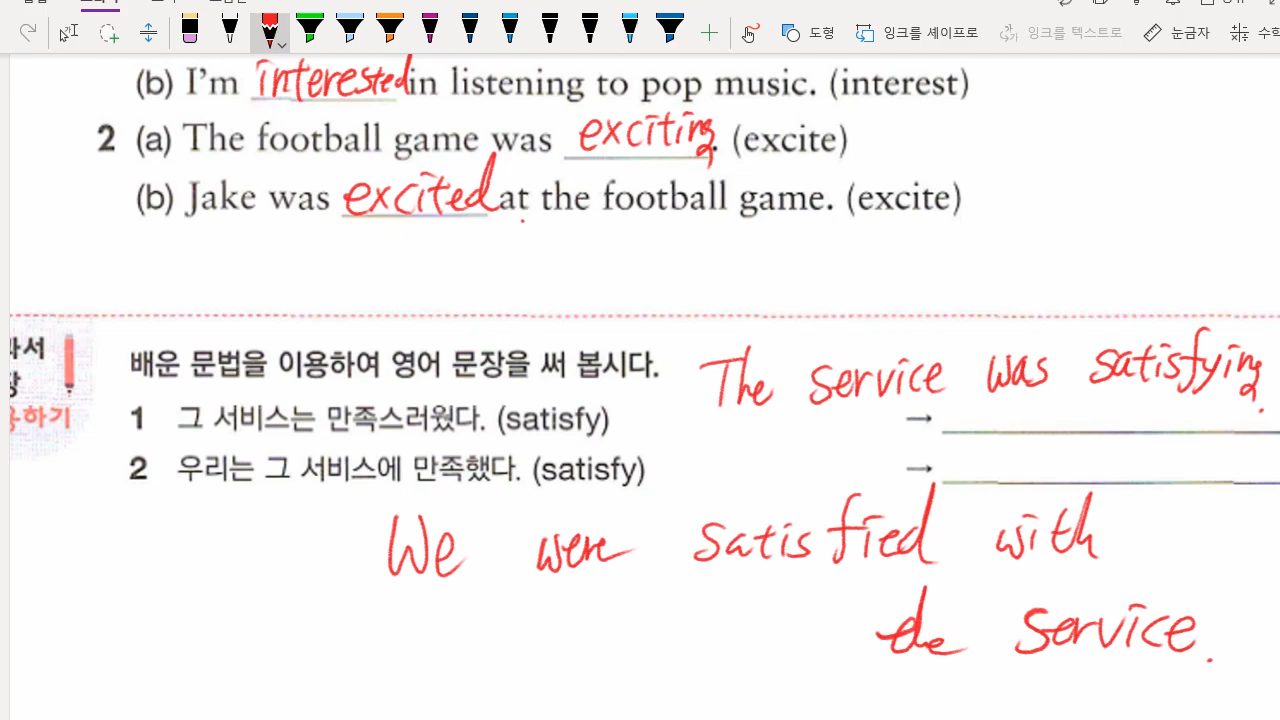 도형 잉크를 셰이프로 잉크를 텍스트로 눈금자
(b) I'm interested in listening to pop music. (interest)
2 (a) The football game was exciting. (excite)
(b) Jake was excited at the football game. (excite)
배운 문법을 이용하여 영어 문장을 써 봅시다. The service was satisfying.
1 그 서비스는 만족스러웠다. (satisfy) →
2 우리는 그 서비스에 만족했다. (satisfy) →
We were satisfied with
the service.